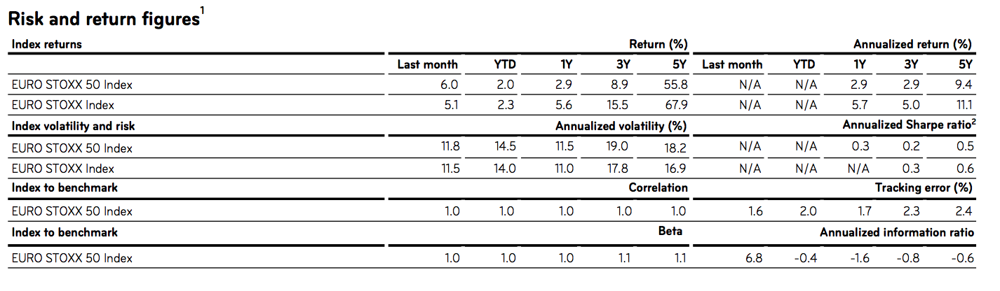 Risk and return figures1
Index returns Return (%) Annualized return (%)
Last month YTD 1Y 3Y 5Y Last month YTD 1Y 3Y 5Y
EURO STOXX 50 Index 6.0 2.0 2.9 8.9 55.8 N/A N/A 2.9 2.9 9.4
EURO STOXX Index 5.1 2.3 5.6 15.5 67.9 N/A N/A 5.7 5.0 11.1
Index volatility and risk Annualized volatility (%) Annualized Sharpe ratio2
EURO STOXX 50 Index 11.8 14.5 11.5 19.0 18.2 N/A N/A 0.3 0.2 0.5
EURO STOXX Index 11.5 14.0 11.0 17.8 16.9 N/A N/A N/A 0.3 0.6
Index to benchmark Correlation Tracking error (%)
EURO STOXX 50 Index 1.0 1.0 1.0 1.0 1.0 1.6 2.0 1.7 2.3 2.4
Index to benchmark Beta Annualized information ratio
EURO STOXX 50 Index 1.0 1.0 1.0 1.1 1.1 6.8 -0.4 -1.6 -0.8 -0.6